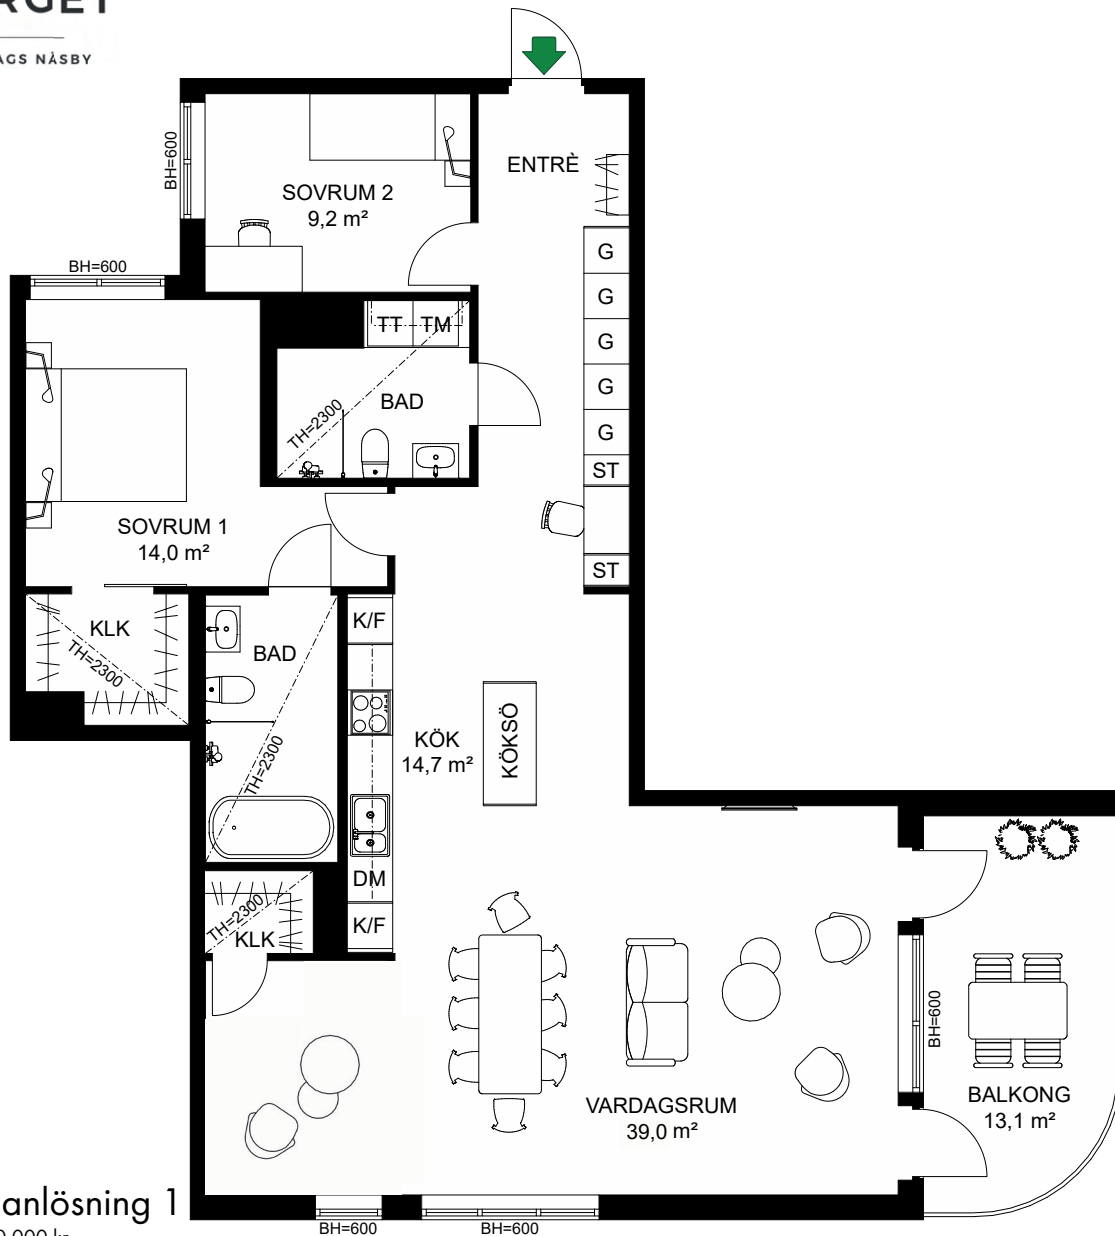 AGS NÄSBY
ENTRÈ
BH=600
SOVRUM 2
9,2 m²
G
G
G
G
G
ST
ST
BH=600
TT TM
BAD
TH=2300
SOVRUM 1
14,0 m²
KLK
TH=2300
BAD
TH=2300
K/F
KÖK
14,7 m²
KÖKSÖ
DM
K/F
TH=2300
KLK
BH=600
VARDAGSRUM
39,0 m²
BALKONG
13,1 m²
anlösning 1
BH=600
BH=600